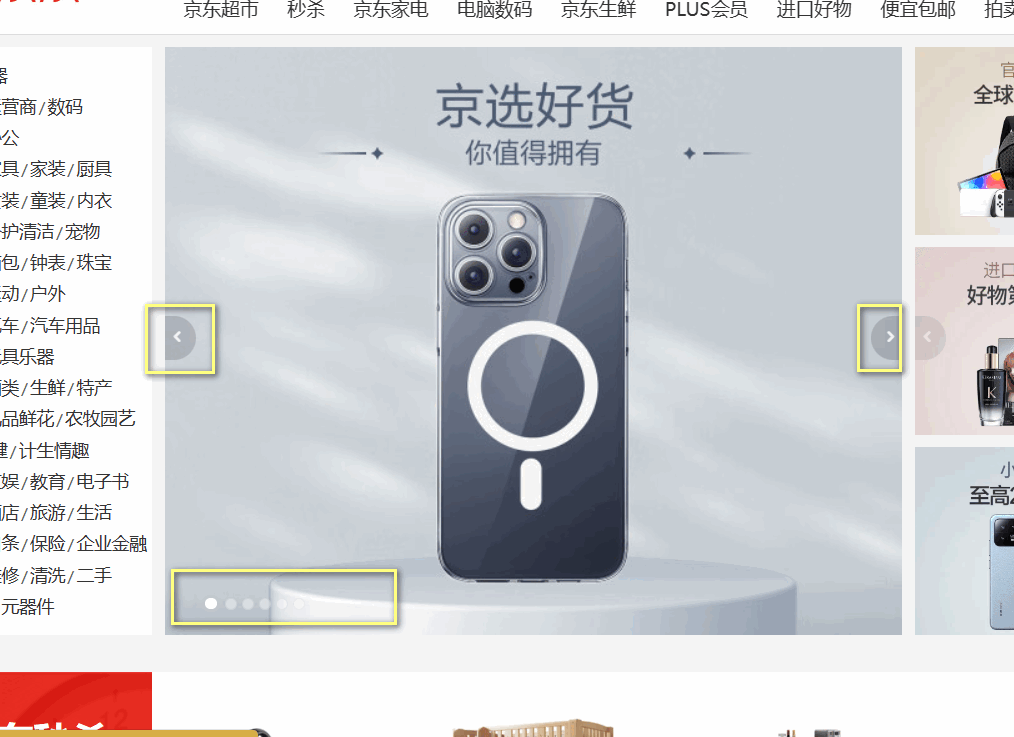 京东超市 秒杀 京东家电 电脑数码 京东生鲜 PLUS会员 进口好物 便宜包邮 拍卖
器
营商/数码
公
具/家装/厨具
装/童装/内衣
护清洁/宠物
包/钟表/珠宝
动/户外
车/汽车用品
具乐器
类/生鲜/特产
品鲜花/农牧园艺
/计生情趣
娱/教育/电子书
店/旅游/生活
条/保险/企业金融
修/清洗/二手
元器件
京选好货
你值得拥有
官
全球
进口
好物
K
小
至高2